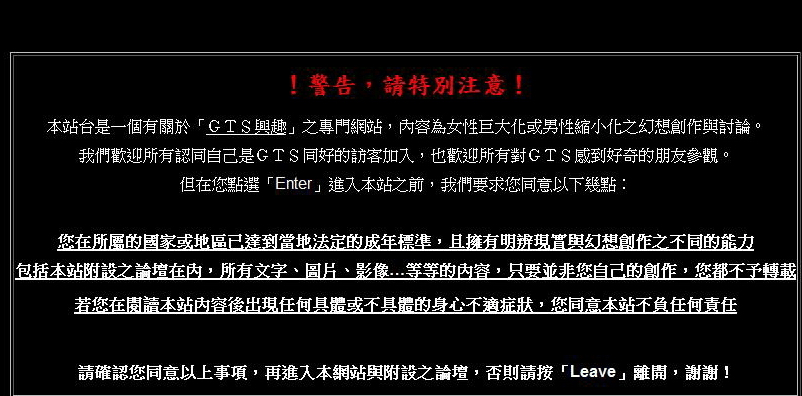 ！警告，請特別注意！
本站台是一個有關於「ＧＴＳ興趣」之專門網站，內容為女性巨大化或男性縮小化之幻想創作與討論。
我們歡迎所有認同自己是ＧＴＳ同好的訪客加入，也歡迎所有對ＧＴＳ感到好奇的朋友參觀。
但在您點選「Enter」進入本站之前，我們要求您同意以下幾點：
您在所屬的國家或地區已達到當地法定的成年標準，且擁有明辨現實與幻想創作之不同的能力
包括本站附設之論壇在內，所有文字、圖片、影像...等等的內容，只要並非您自己的創作，您都不予轉載
若您在閱讀本站內容後出現任何具體或不具體的身心不適症狀，您同意本站不負任何責任
請確認您同意以上事項，再進入本網站與附設之論壇，否則請按「Leave」離開，謝謝！